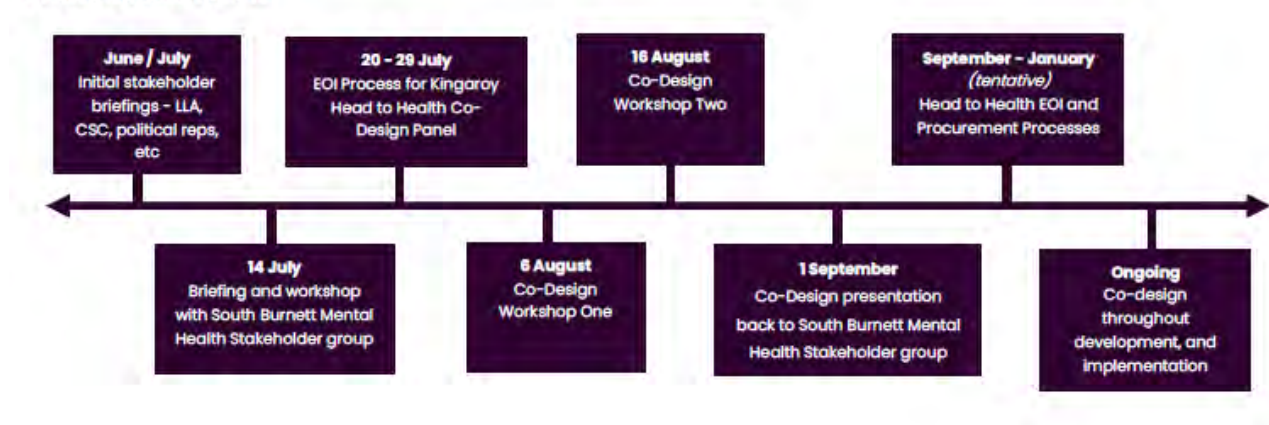 June / July
Initial stakeholder
briefings - LLA,
CSC, political reps,
etc
14 July
Briefing and workshop
with South Burnett Mental
Health Stakeholder group
20 - 29 July
EOI Process for Kingaroy
Head to Health Co-
Design Panel
6 August
Co-Design
Workshop One
16 August
Co-Design
Workshop Two
1 September
Co-Design presentation
back to South Burnett Mental
Health Stakeholder group
September - January
(tentative)
Head to Health EOI and
Procurement Processes
Ongoing
Co-design
throughout
development, and
implementation